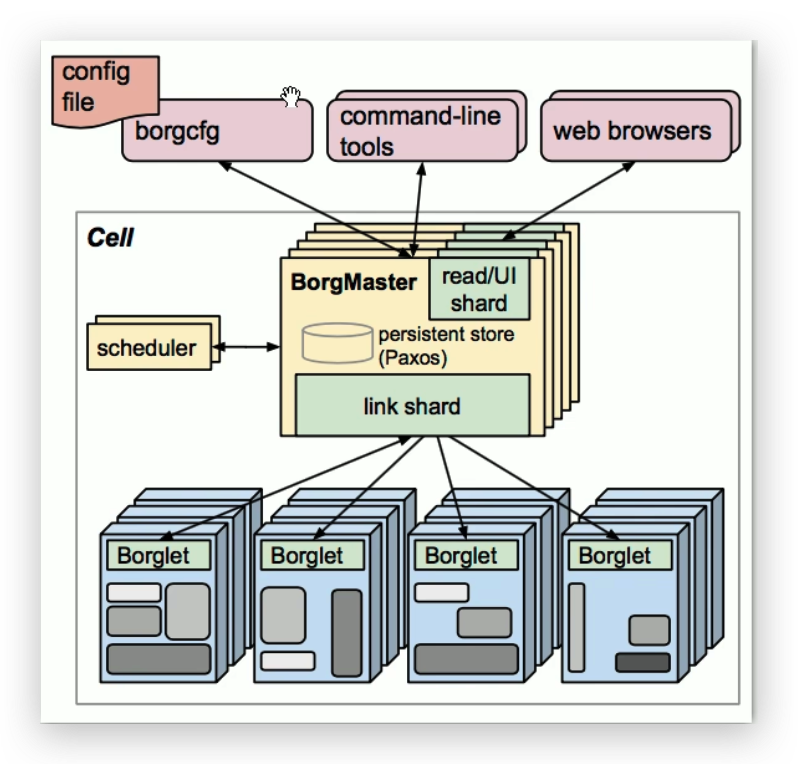 config
file
borgcfg
command-line
tools
web browsers
Cell
BorgMaster
read/UI
shard
scheduler
persistent store
(Paxos)
link shard
Borglet
Borglet
Borglet
Borglet